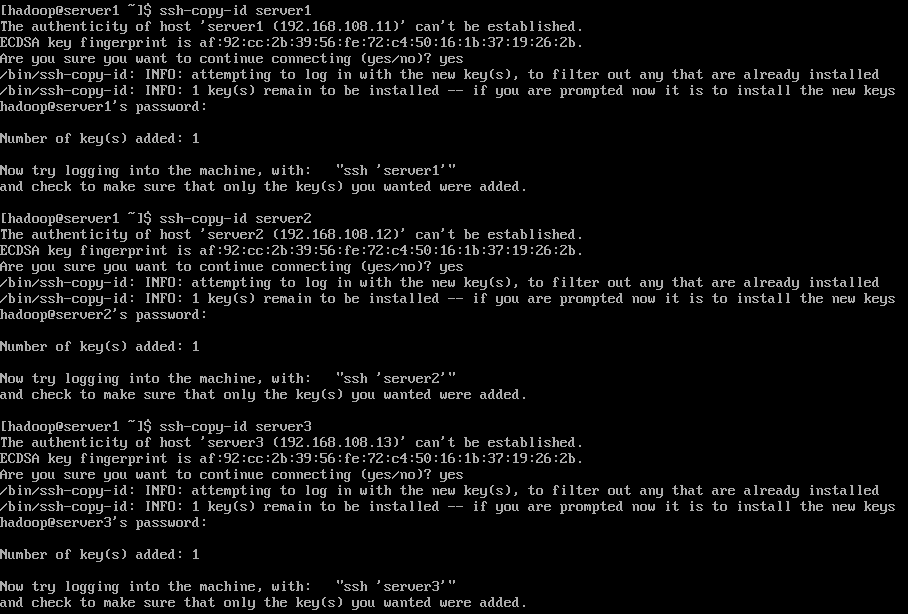 [hadoop@server1 ~]$ ssh-copy-id server1
The authenticity of host 'server1 (192.168.108.11)' can't be established.
ECDSA key fingerprint is af:92:cc:2b:39:56:fe:72:c4:50:16:1b:37:19:26:2b.
Are you sure you want to continue connecting (yes/no)? yes
/bin/ssh-copy-id: INFO: attempting to log in with the new key(s), to filter out any that are already installed
/bin/ssh-copy-id: INFO: 1 key(s) remain to be installed -- if you are prompted now it is to install the new keys
hadoop@server1's password:
Number of key(s) added: 1
Now try logging into the machine, with:   "ssh 'server1'"
and check to make sure that only the key(s) you wanted were added.
[hadoop@server1 ~]$ ssh-copy-id server2
The authenticity of host 'server2 (192.168.108.12)' can't be established.
ECDSA key fingerprint is af:92:cc:2b:39:56:fe:72:c4:50:16:1b:37:19:26:2b.
Are you sure you want to continue connecting (yes/no)? yes
/bin/ssh-copy-id: INFO: attempting to log in with the new key(s), to filter out any that are already installed
/bin/ssh-copy-id: INFO: 1 key(s) remain to be installed -- if you are prompted now it is to install the new keys
hadoop@server2's password:
Number of key(s) added: 1
Now try logging into the machine, with:   "ssh 'server2'"
and check to make sure that only the key(s) you wanted were added.
[hadoop@server1 ~]$ ssh-copy-id server3
The authenticity of host 'server3 (192.168.108.13)' can't be established.
ECDSA key fingerprint is af:92:cc:2b:39:56:fe:72:c4:50:16:1b:37:19:26:2b.
Are you sure you want to continue connecting (yes/no)? yes
/bin/ssh-copy-id: INFO: attempting to log in with the new key(s), to filter out any that are already installed
/bin/ssh-copy-id: INFO: 1 key(s) remain to be installed -- if you are prompted now it is to install the new keys
hadoop@server3's password:
Number of key(s) added: 1
Now try logging into the machine, with:   "ssh 'server3'"
and check to make sure that only the key(s) you wanted were added.